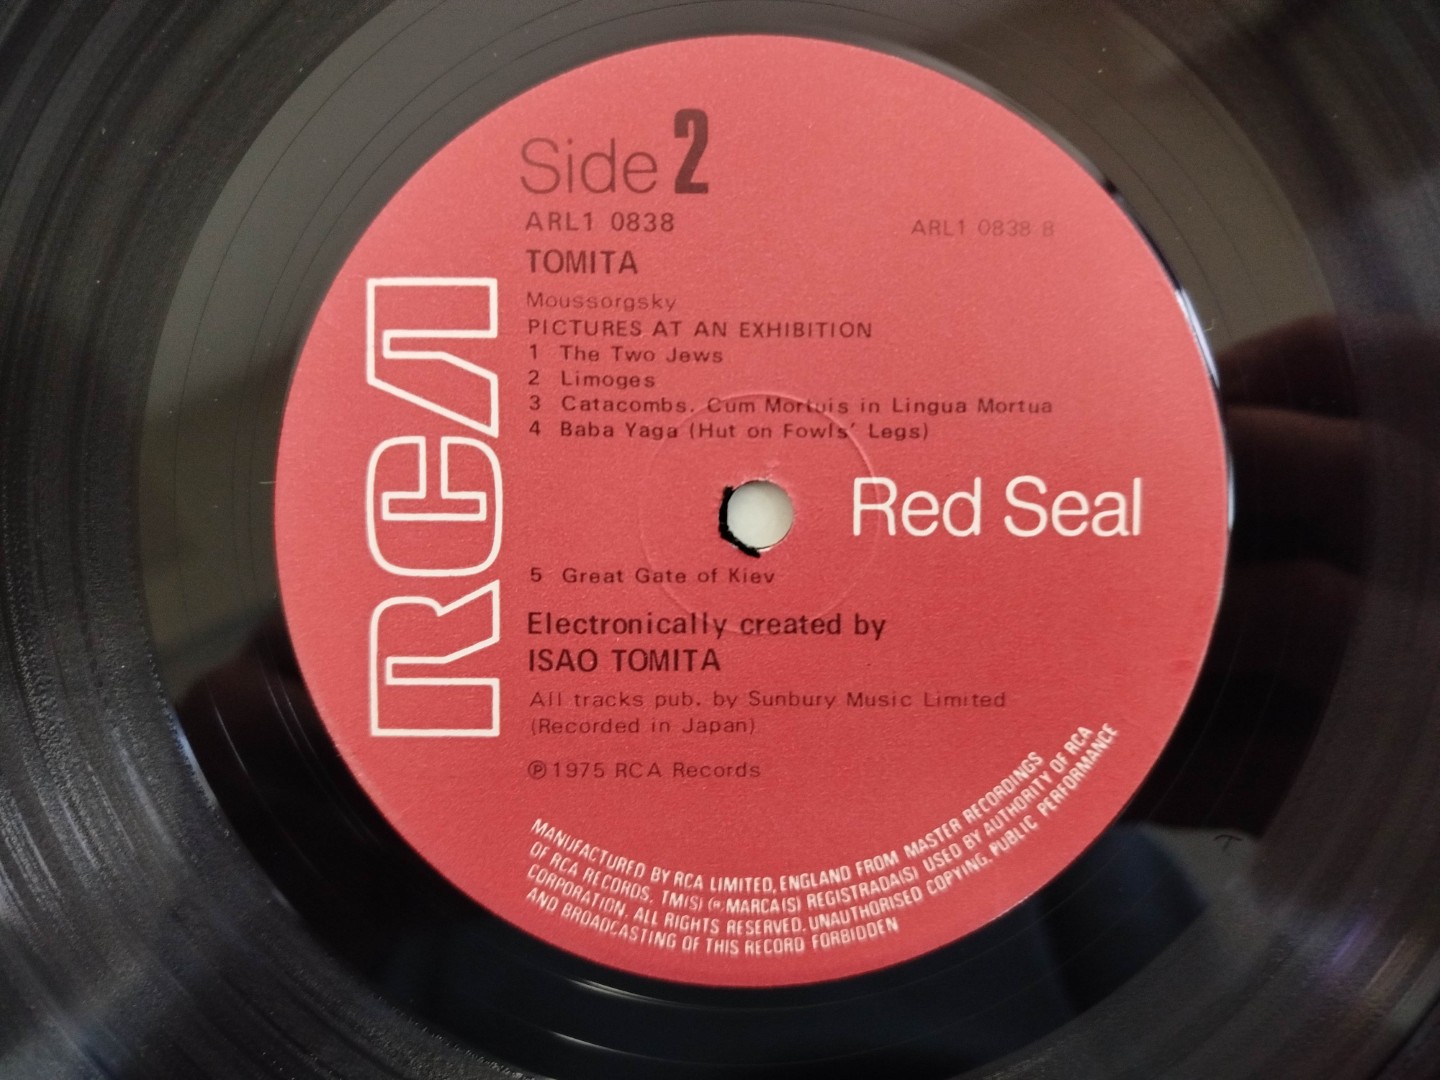 Side 2
ARL1 0838
ARL1 0838 B
TOMITA
Moussorgsky
PICTURES AT AN EXHIBITION
1 The Two Jews
2 Limoges
3 Catacombs. Cum Mortuis in Lingua Mortua
4 Baba Yaga (Hut on Fowls' Legs)
RCA
Red Seal
5 Great Gate of Kiev
Electronically created by
ISAO TOMITA
All tracks pub. by Sunbury Music Limited
(Recorded in Japan)
℗1975 RCA Records
MANUFACTURED BY RCA LIMITED, ENGLAND FROM MASTER RECORDINGS
OF RCA RECORDS. TM(S) ® MARCA(S) REGISTRADA(S) USED BY AUTHORITY OF RCA
CORPORATION. ALL RIGHTS RESERVED. UNAUTHORISED COPYING, PUBLIC PERFORMANCE
AND BROADCASTING OF THIS RECORD FORBIDDEN